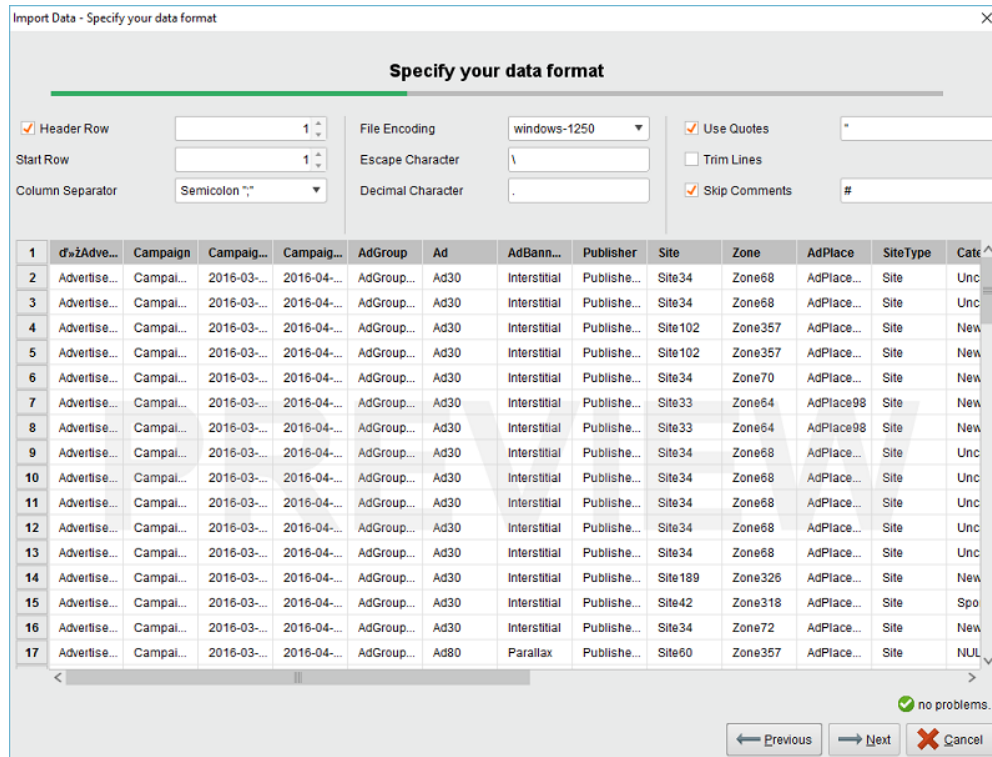 Import Data - Specify your data format
Specify your data format
Header Row 1 File Encoding windows-1250 Use Quotes "
Start Row 1 Escape Character \ Trim Lines
Column Separator Semicolon ";" Decimal Character . Skip Comments #
1 ď»żAdve... Campaign Campaig... Campaig... AdGroup Ad AdBann... Publisher Site Zone AdPlace SiteType Cate
2 Advertise... Campai... 2016-03-... 2016-04-... AdGroup... Ad30 Interstitial Publishe... Site34 Zone68 AdPlace... Site Unc
3 Advertise... Campai... 2016-03-... 2016-04-... AdGroup... Ad30 Interstitial Publishe... Site34 Zone68 AdPlace... Site Unc
4 Advertise... Campai... 2016-03-... 2016-04-... AdGroup... Ad30 Interstitial Publishe... Site102 Zone357 AdPlace... Site New
5 Advertise... Campai... 2016-03-... 2016-04-... AdGroup... Ad30 Interstitial Publishe... Site102 Zone357 AdPlace... Site New
6 Advertise... Campai... 2016-03-... 2016-04-... AdGroup... Ad30 Interstitial Publishe... Site34 Zone70 AdPlace... Site New
7 Advertise... Campai... 2016-03-... 2016-04-... AdGroup... Ad30 Interstitial Publishe... Site33 Zone64 AdPlace98 Site New
8 Advertise... Campai... 2016-03-... 2016-04-... AdGroup... Ad30 Interstitial Publishe... Site33 Zone64 AdPlace98 Site New
9 Advertise... Campai... 2016-03-... 2016-04-... AdGroup... Ad30 Interstitial Publishe... Site34 Zone68 AdPlace... Site Unc
10 Advertise... Campai... 2016-03-... 2016-04-... AdGroup... Ad30 Interstitial Publishe... Site34 Zone68 AdPlace... Site Unc
PREVIEW
11 Advertise... Campai... 2016-03-... 2016-04-... AdGroup... Ad30 Interstitial Publishe... Site34 Zone68 AdPlace... Site Unc
12 Advertise... Campai... 2016-03-... 2016-04-... AdGroup... Ad30 Interstitial Publishe... Site34 Zone68 AdPlace... Site Unc
13 Advertise... Campai... 2016-03-... 2016-04-... AdGroup... Ad30 Interstitial Publishe... Site34 Zone68 AdPlace... Site Unc
14 Advertise... Campai... 2016-03-... 2016-04-... AdGroup... Ad30 Interstitial Publishe... Site189 Zone326 AdPlace... Site New
15 Advertise... Campai... 2016-03-... 2016-04-... AdGroup... Ad30 Interstitial Publishe... Site42 Zone318 AdPlace... Site Spo
16 Advertise... Campai... 2016-03-... 2016-04-... AdGroup... Ad30 Interstitial Publishe... Site34 Zone72 AdPlace... Site New
17 Advertise... Campai... 2016-03-... 2016-04-... AdGroup... Ad80 Parallax Publishe... Site60 Zone357 AdPlace... Site NUL
no problems.
Previous Next Cancel